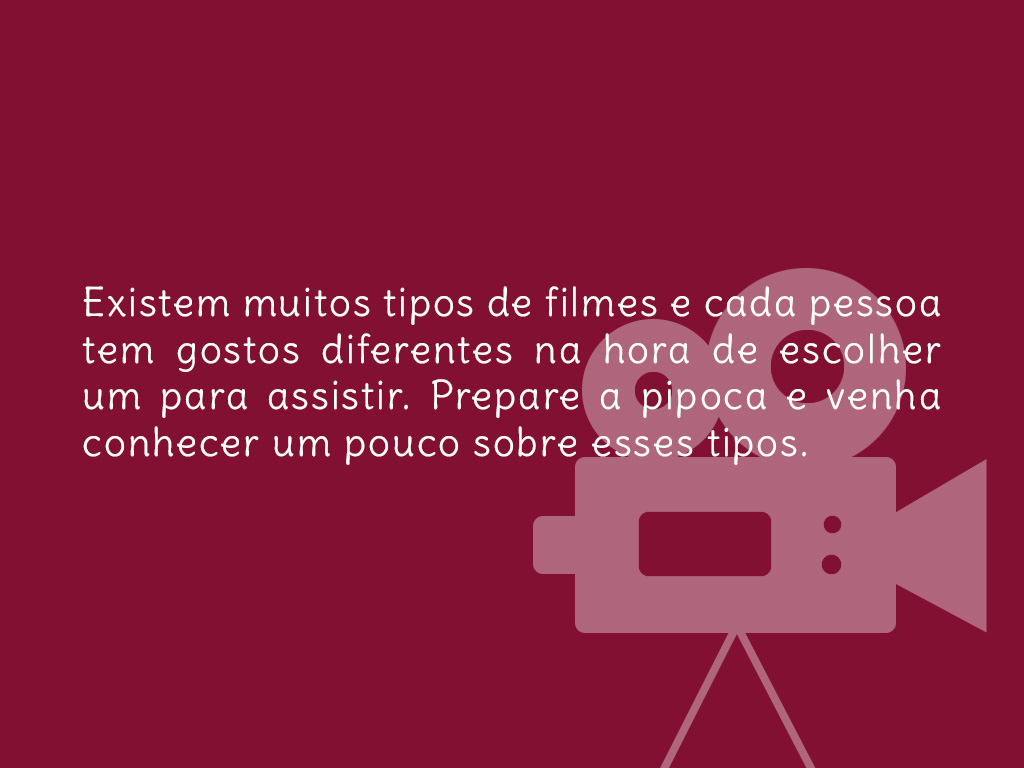 Existem muitos tipos de filmes e cada pessoa
tem gostos diferentes na hora de escolher
um para assistir. Prepare a pipoca e venha
conhecer um pouco sobre esses tipos.